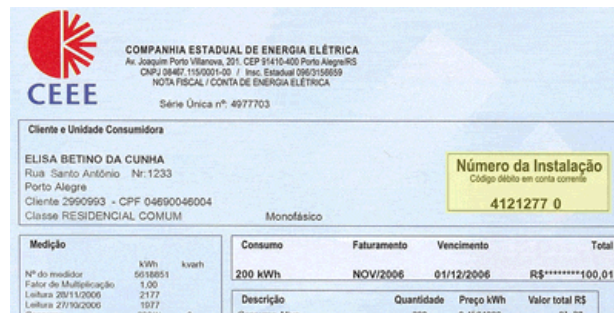 CEEE
COMPANHIA ESTADUAL DE ENERGIA ELÉTRICA
Av. Joaquim Porto Villanova, 201. CEP 91410-400 Porto Alegre/RS
CNPJ 08467.115/0001-00 / Insc. Estadual 096/3156659
NOTA FISCAL / CONTA DE ENERGIA ELÉTRICA
Série Única nº: 4977703
Cliente e Unidade Consumidora
ELISA BETINO DA CUNHA
Rua Santo Antônio Nr:1233
Porto Alegre
Cliente 2990993 - CPF 04690046004
Classe RESIDENCIAL COMUM Monofásico
Número da Instalação
Código débito em conta corrente
4121277 0
Medição
kWh kvarh
Nº do medidor 5618851
Fator de Multiplicação 1,00
Leitura 28/11/2006 2177
Leitura 27/10/2006 1977
Consumo Faturamento Vencimento Total
200 kWh NOV/2006 01/12/2006 R$********100,01
Descrição Quantidade Preço kWh Valor total R$